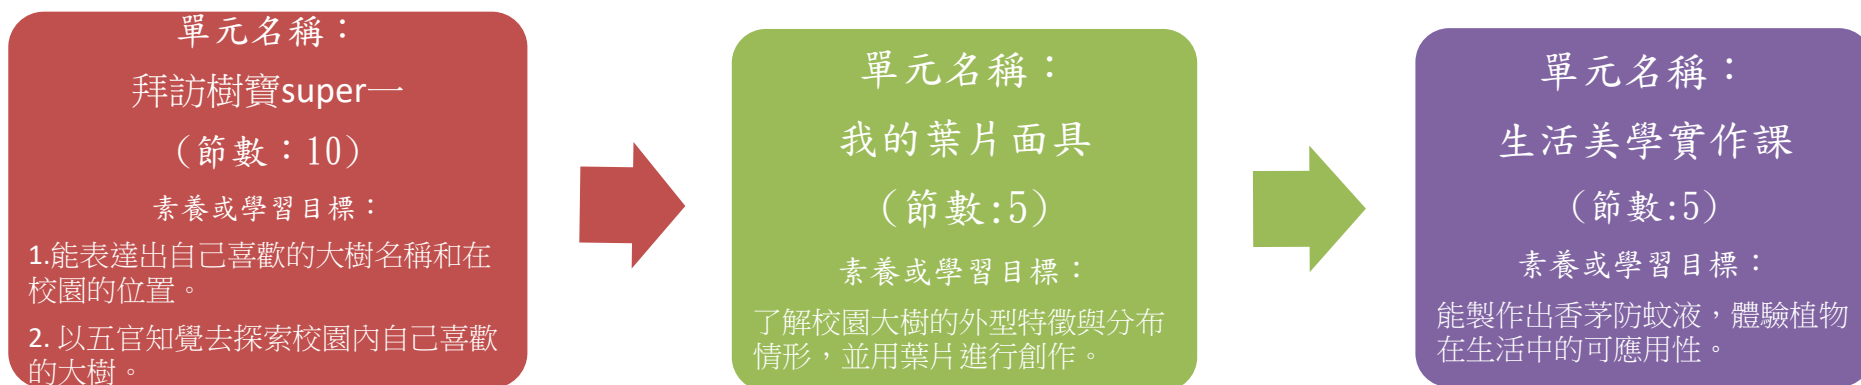 單元名稱：
拜訪樹寶super一
（節數：10）
素養或學習目標：
1.能表達出自己喜歡的大樹名稱和在
校園的位置。
2. 以五官知覺去探索校園內自己喜歡
的大樹。
單元名稱：
我的葉片面具
（節數:5）
素養或學習目標：
了解校園大樹的外型特徵與分布
情形，並用葉片進行創作。
單元名稱：
生活美學實作課
（節數:5）
素養或學習目標：
能製作出香茅防蚊液，體驗植物
在生活中的可應用性。